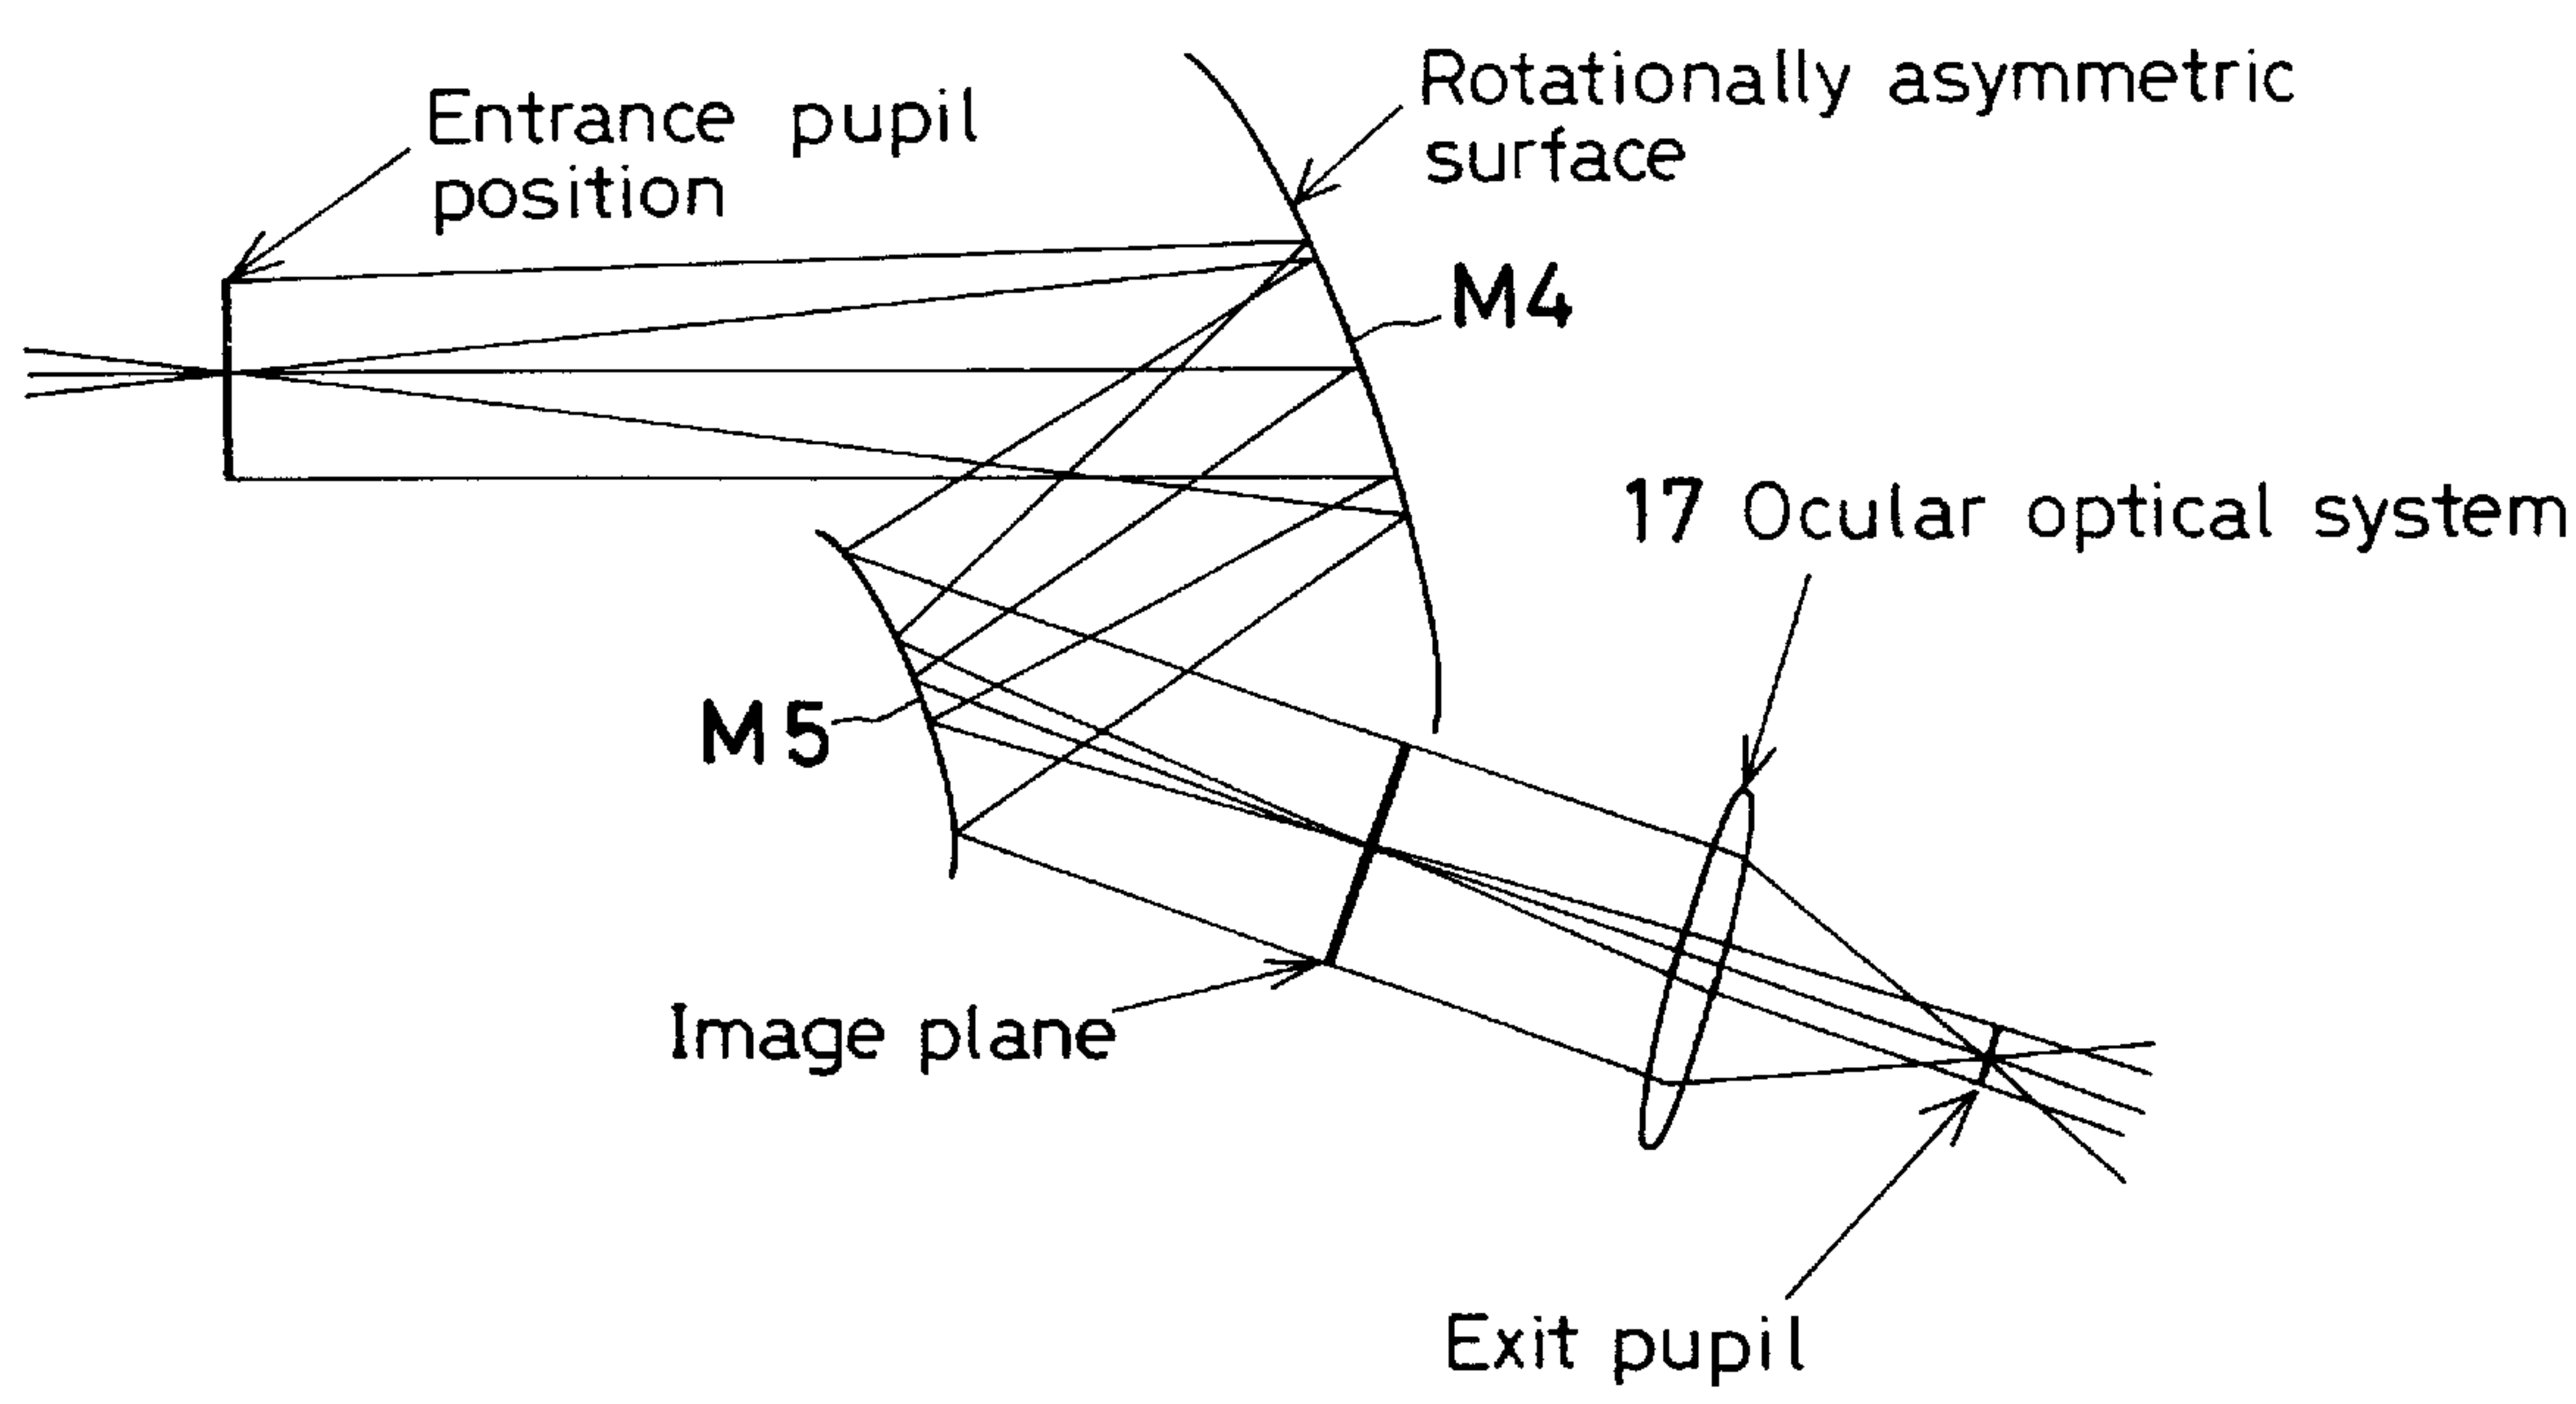 Entrance pupil
position
Rotationally asymmetric
surface
M4
17 Ocular optical system
M5
Image plane
Exit pupil